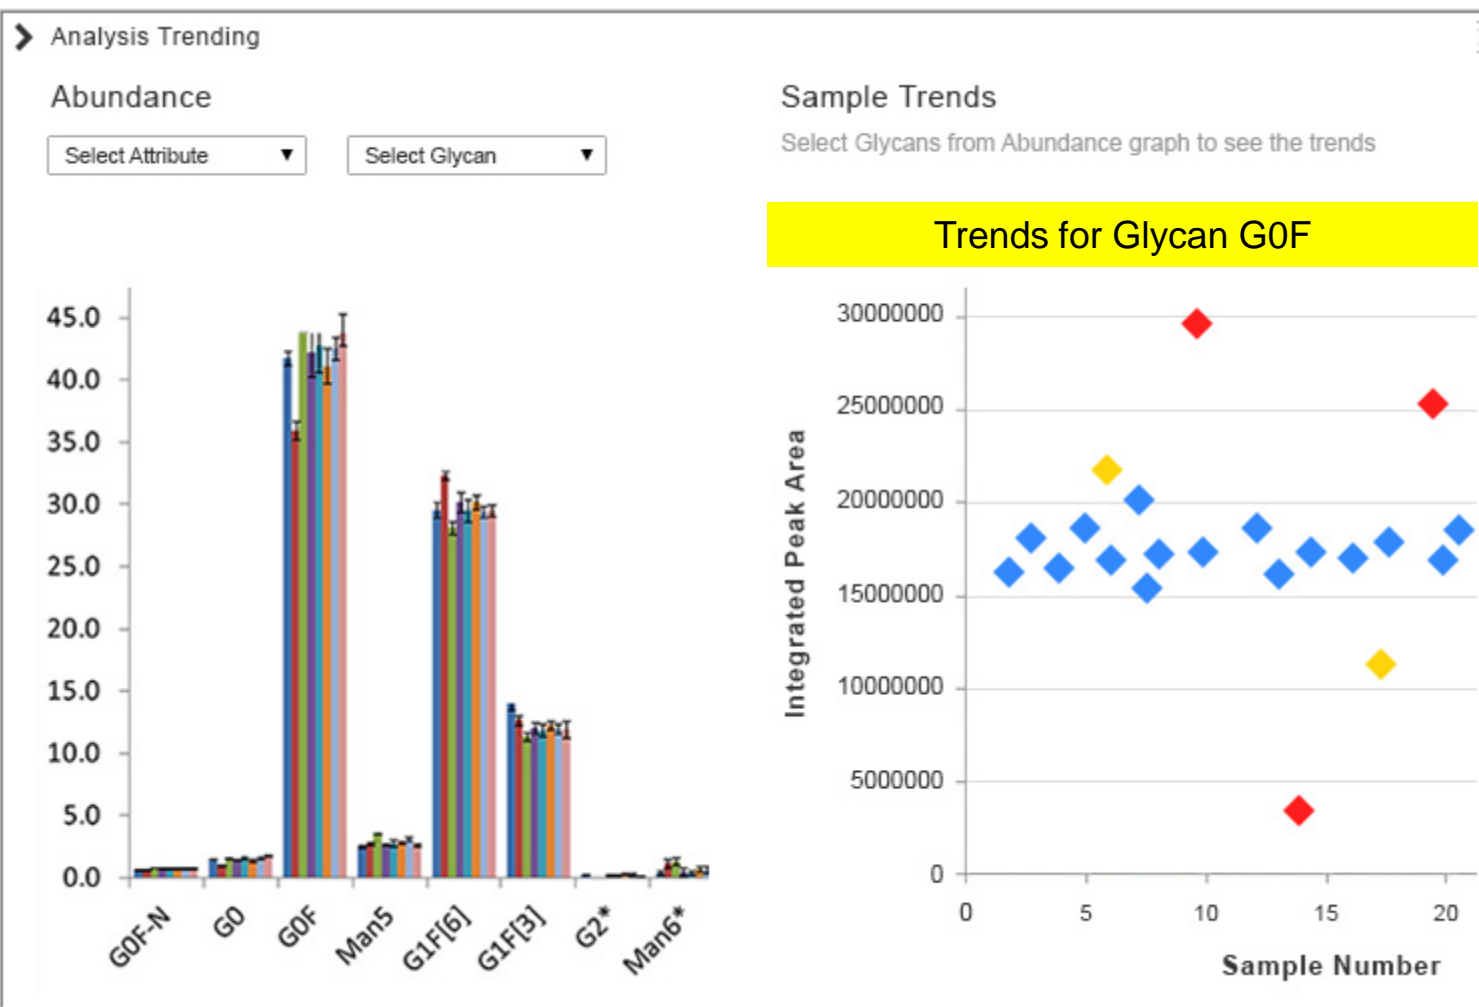 Analysis Trending
Abundance
Select Attribute
Select Glycan
45.0
40.0
35.0
30.0
25.0
20.0
15.0
10.0
5.0
0.0
G0F-N
G0
G0F
Man5
G1F[6]
G1F[3]
G2*
Man6*
Sample Trends
Select Glycans from Abundance graph to see the trends
Trends for Glycan G0F
Integrated Peak Area
30000000
25000000
20000000
15000000
10000000
5000000
0
0
5
10
15
20
Sample Number